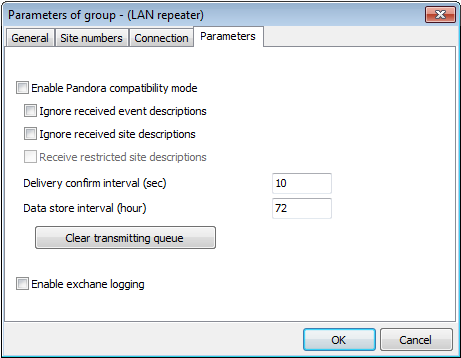 Parameters of group - (LAN repeater)
General Site numbers Connection Parameters
Enable Pandora compatibility mode
Ignore received event descriptions
Ignore received site descriptions
Receive restricted site descriptions
Delivery confirm interval (sec) 10
Data store interval (hour) 72
Clear transmitting queue
Enable exchane logging
OK Cancel